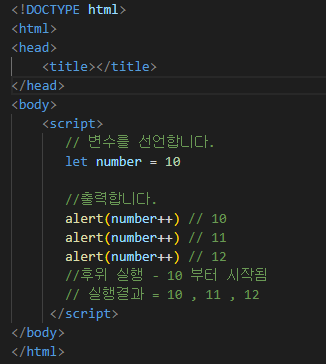 <!DOCTYPE html>
<html>
<head>
    <title></title>
</head>
<body>
    <script>
       // 변수를 선언합니다.
       let number = 10

       //출력합니다.
       alert(number++) // 10
       alert(number++) // 11
       alert(number++) // 12
       //후위 실행 - 10 부터 시작됨
       // 실행결과 = 10 , 11 , 12
     </script>
</body>
</html>